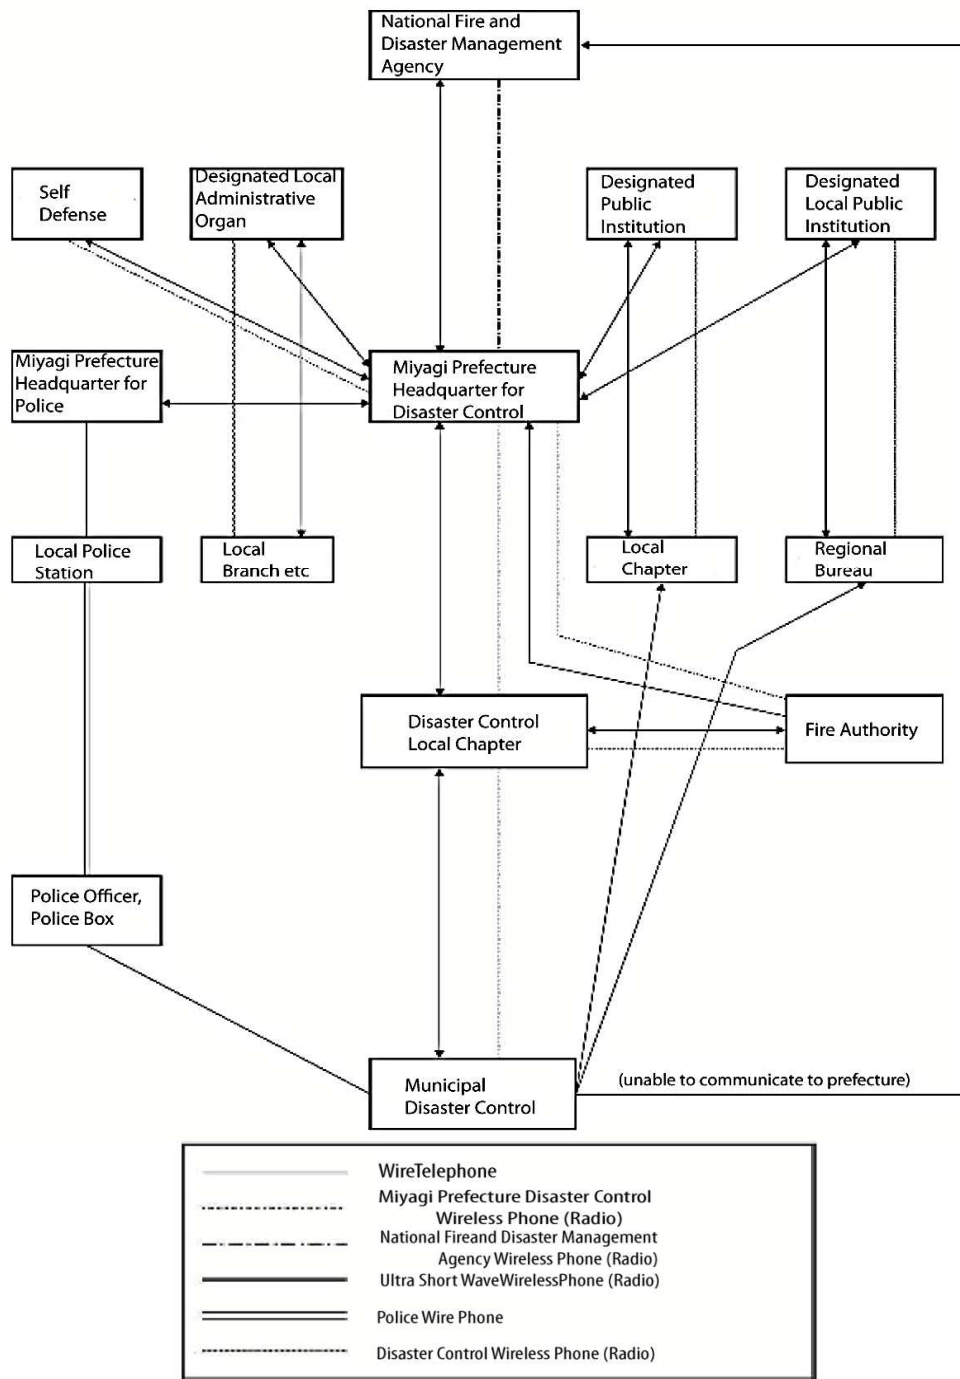 National Fire and
Disaster Management
Agency
Self
Defense
Designated Local
Administrative
Organ
Designated
Public
Institution
Designated
Local Public
Institution
Miyagi Prefecture
Headquarter for
Police
Miyagi Prefecture
Headquarter for
Disaster Control
Local Police
Station
Local
Branch etc
Local
Chapter
Regional
Bureau
Disaster Control
Local Chapter
Fire Authority
Police Officer,
Police Box
Municipal
Disaster Control
(unable to communicate to prefecture)
WireTelephone
Miyagi Prefecture Disaster Control
Wireless Phone (Radio)
National Fireand Disaster Management
Agency Wireless Phone (Radio)
Ultra Short WaveWirelessPhone (Radio)
Police Wire Phone
Disaster Control Wireless Phone (Radio)